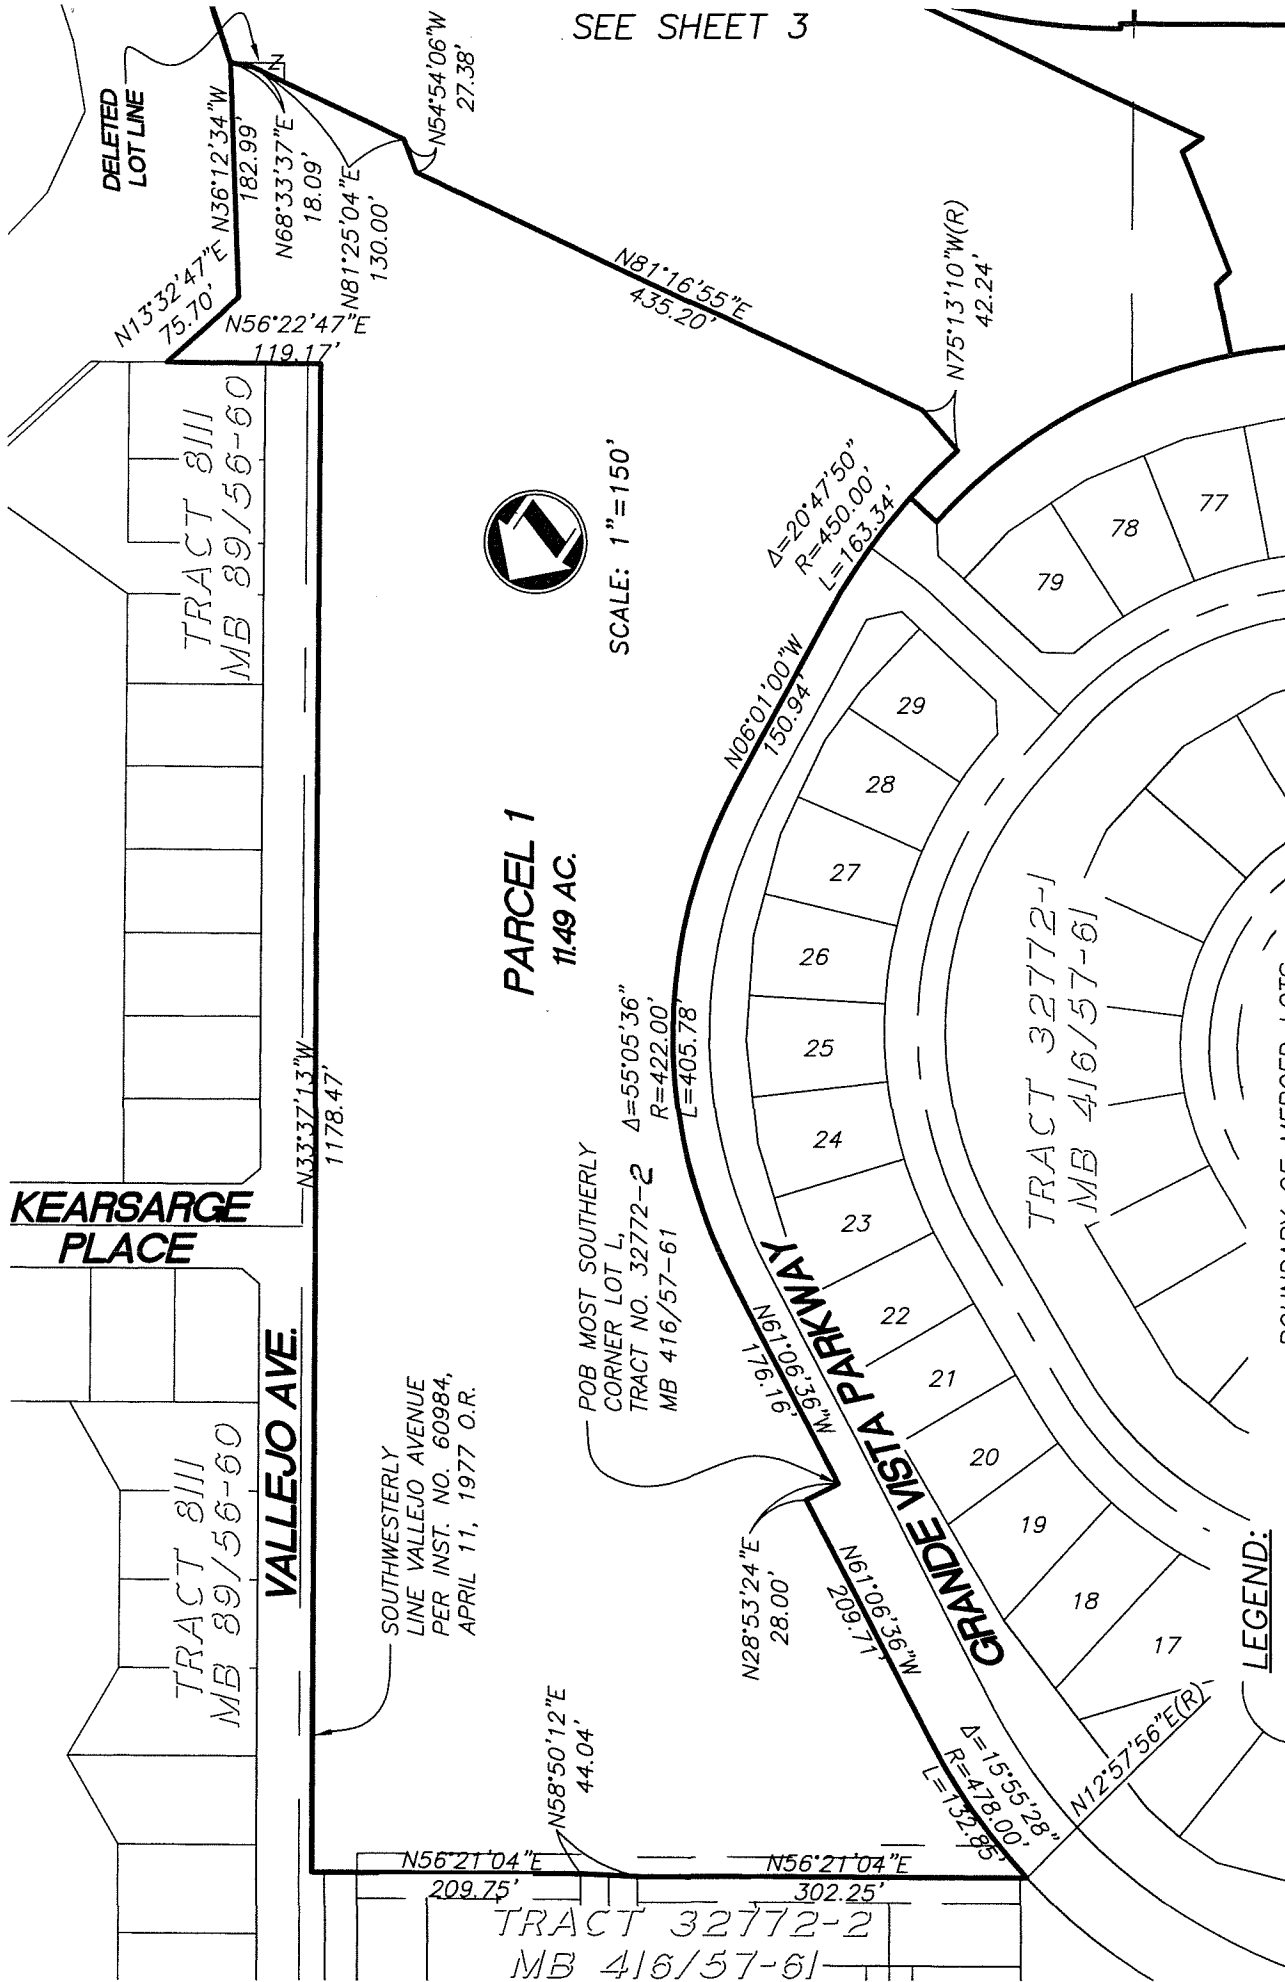 SEE SHEET 3
DELETED
LOT LINE
N36°12'34"W
182.99'
N68°33'37"E
18.09'
N81°25'04"E
130.00'
N54°54'06"W
27.38'
N13°32'47"E
75.70'
N56°22'47"E
119.17'
N81°16'55"E
435.20'
N75°13'10"W(R)
42.24'
TRACT 8111
MB 89/56-60
SCALE: 1"=150'
Δ=20°47'50"
R=450.00'
L=163.34'
77
78
79
N06°01'00"W
150.94'
PARCEL 1
11.49 AC.
29
28
27
26
25
24
23
22
21
20
19
18
17
TRACT 32772-1
MB 416/57-61
N33°37'13"W
1178.47'
Δ=55°05'36"
R=422.00'
L=405.78'
KEARSARGE
PLACE
POB MOST SOUTHERLY
CORNER LOT L,
TRACT NO. 32772-2
MB 416/57-61
N61°06'36"W
176.16'
VALLEJO AVE.
GRANDE VISTA PARKWAY
TRACT 8111
MB 89/56-60
SOUTHWESTERLY
LINE VALLEJO AVENUE
PER INST. NO. 60984,
APRIL 11, 1977 O.R.
N28°53'24"E
28.00'
N61°06'36"W
209.71'
LEGEND:
BOUNDARY OF MERGED LOTS
N58°50'12"E
44.04'
Δ=15°55'28"
R=478.00'
L=132.85'
N12°57'56"E(R)
N56°21'04"E
209.75'
N56°21'04"E
302.25'
TRACT 32772-2
MB 416/57-61